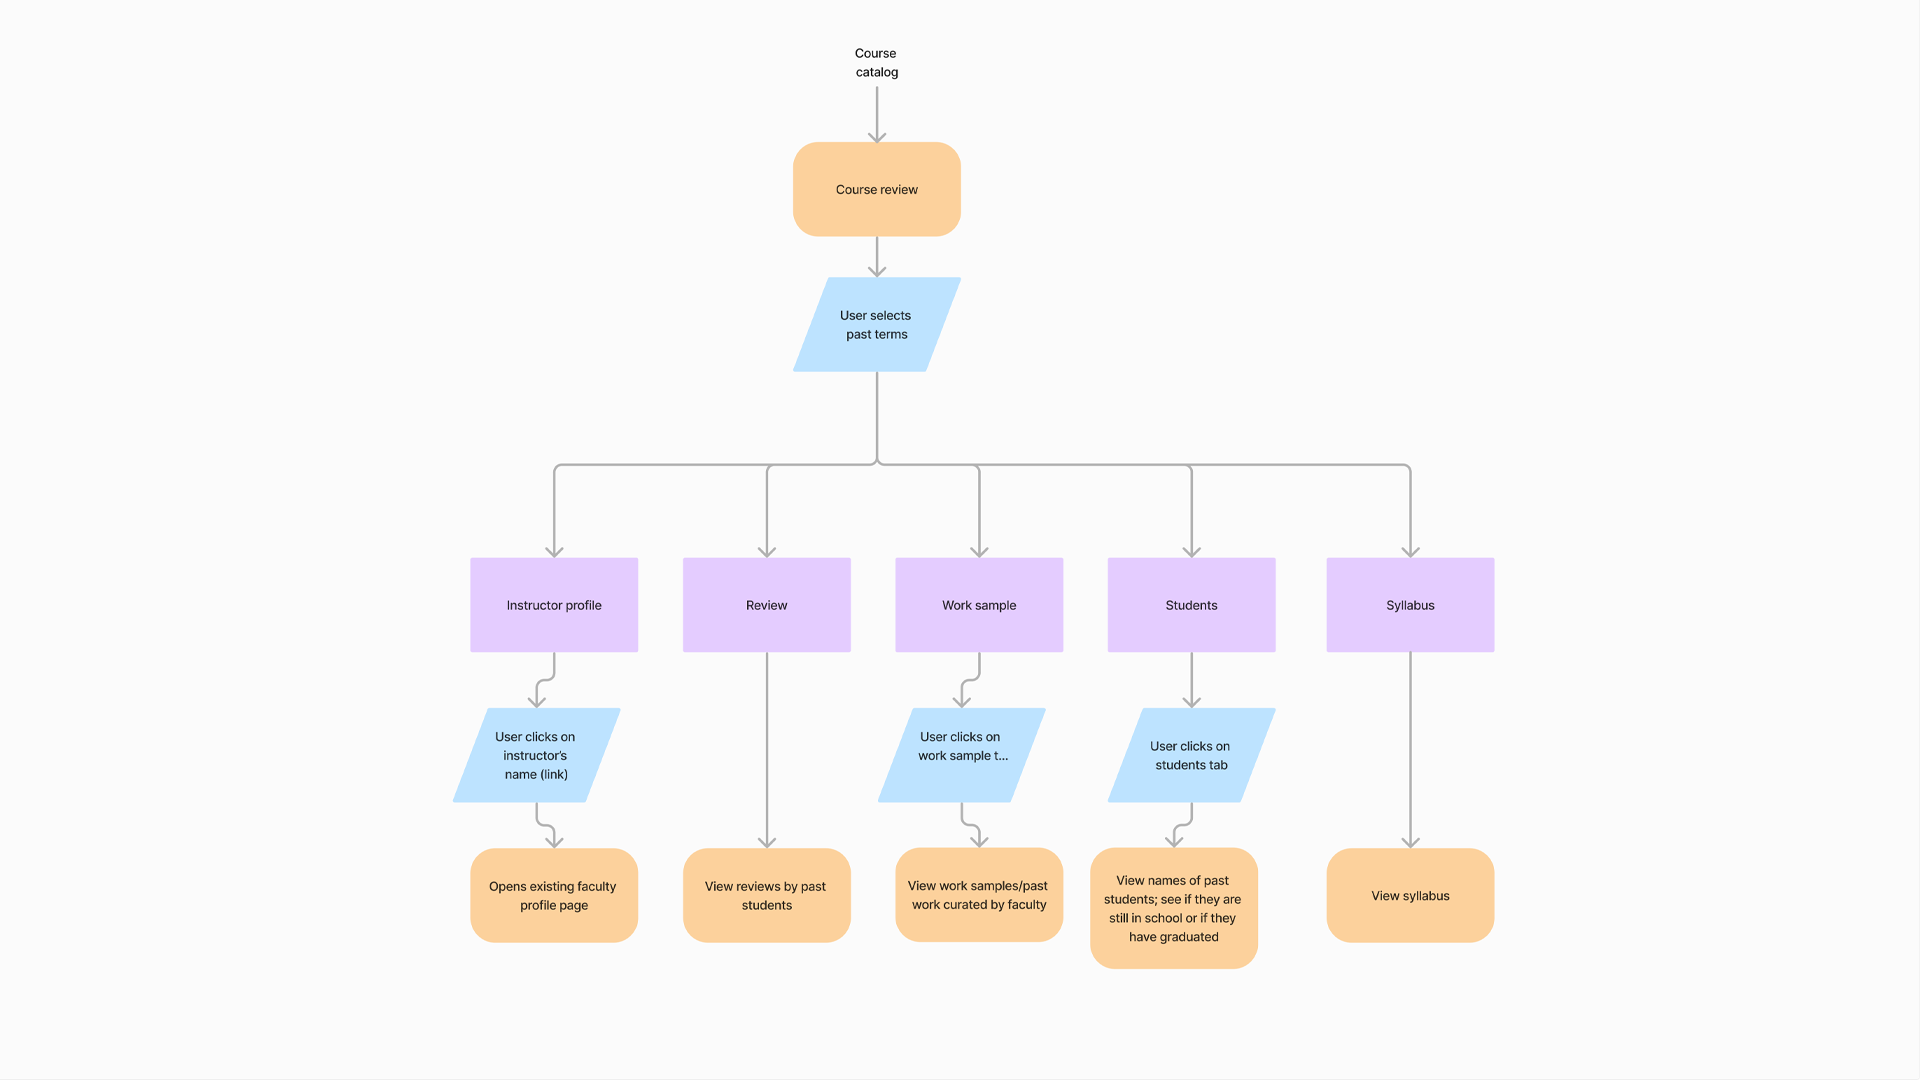 Course
catalog
Course review
User selects
past terms
Instructor profile
Review
Work sample
Students
Syllabus
User clicks on
instructor's
name (link)
User clicks on
work sample t...
User clicks on
students tab
Opens existing faculty
profile page
View reviews by past
students
View work samples/past
work curated by faculty
View names of past
students; see if they are
still in school or if they
have graduated
View syllabus